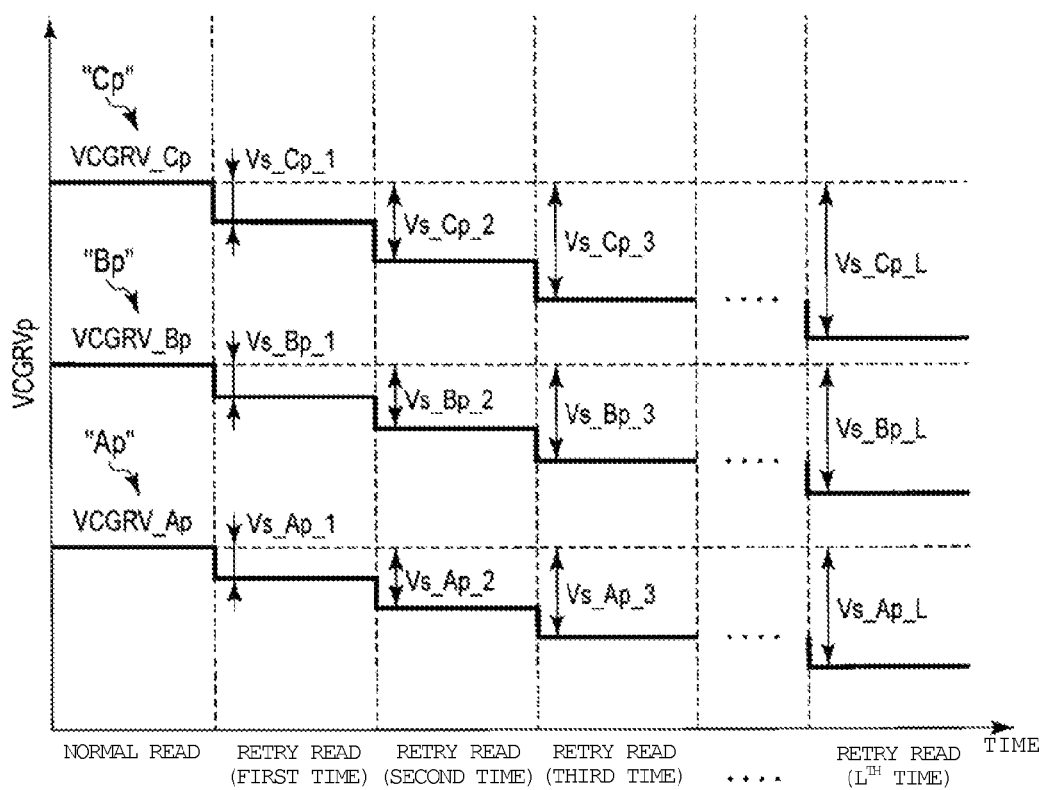 "Cp"
VCGRV_Cp
Vs_Cp_1
Vs_Cp_2
Vs_Cp_3
Vs_Cp_L
"Bp"
VCGRV_Bp
Vs_Bp_1
Vs_Bp_2
Vs_Bp_3
Vs_Bp_L
VCGRVp
"Ap"
VCGRV_Ap
Vs_Ap_1
Vs_Ap_2
Vs_Ap_3
Vs_Ap_L
TIME
NORMAL READ
RETRY READ
(FIRST TIME)
RETRY READ
(SECOND TIME)
RETRY READ
(THIRD TIME)
RETRY READ
(LTH TIME)